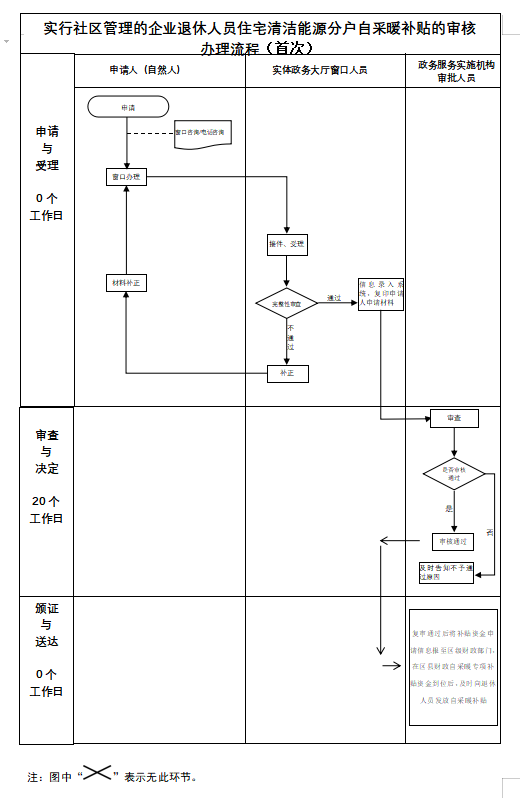 实行社区管理的企业退休人员住宅清洁能源分户自采暖补贴的审核
办理流程（首次）
申请人（自然人）
实体政务大厅窗口人员
政务服务实施机构
审批人员
申请
与
受理
0 个
工作日
申请
窗口咨询/电话咨询
窗口办理
接件、受理
材料补正
完整性审查
通过
信息录入系
统，复印申请
人申请材料
不
通
过
补正
审查
与
决定
20 个
工作日
审查
是否审核
通过
是
否
审核通过
及时告知不予通
过原因
颁证
与
送达
0 个
工作日
复审通过后将补贴资金申
请信息报至区级财政部门，
在区县财政自采暖专项补
贴资金到位后，及时向退休
人员发放自采暖补贴
注：图中“ ”表示无此环节。